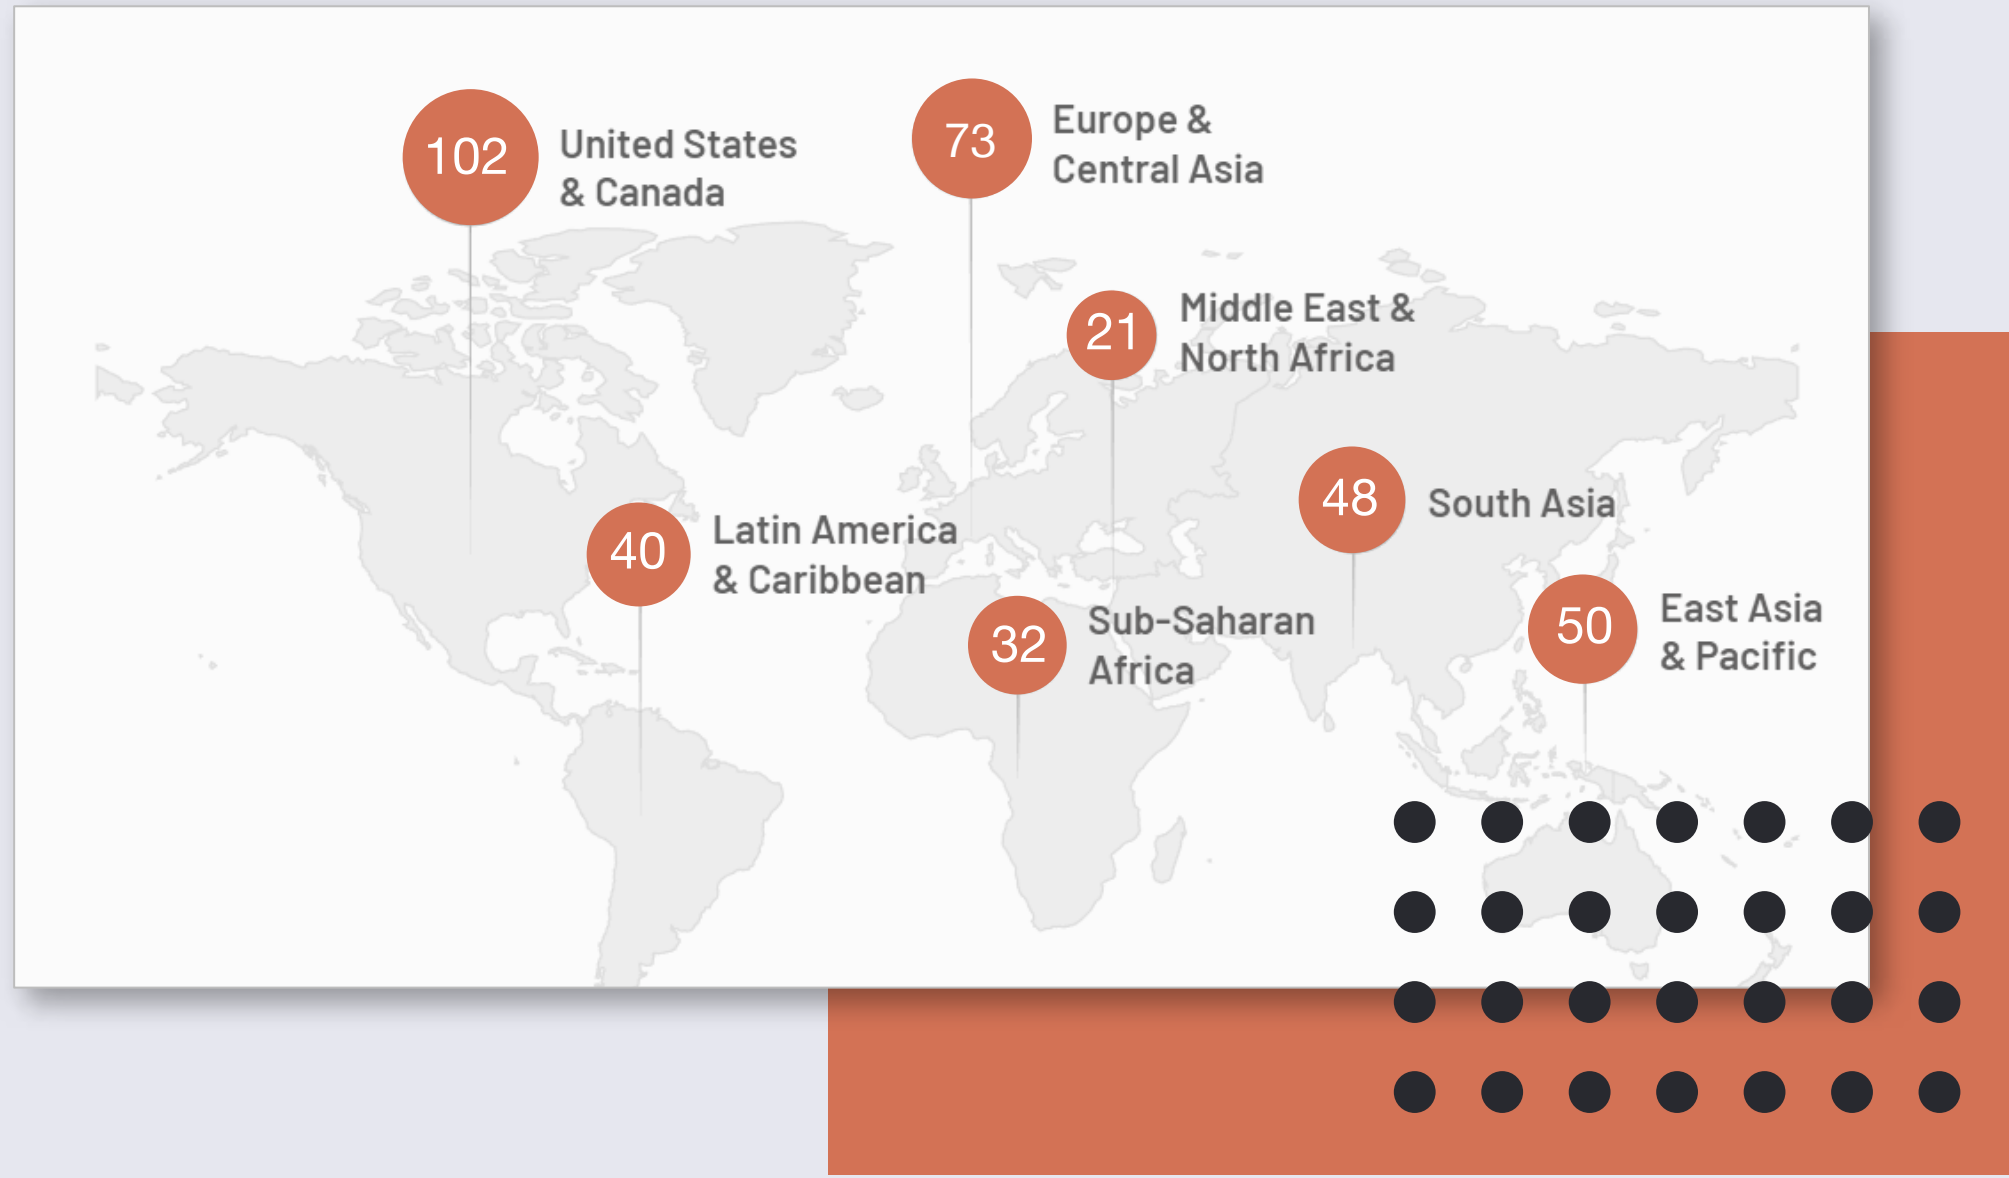 102
United States
& Canada
73
Europe &
Central Asia
21
Middle East &
North Africa
48
South Asia
40
Latin America
& Caribbean
32
Sub-Saharan
Africa
50
East Asia
& Pacific